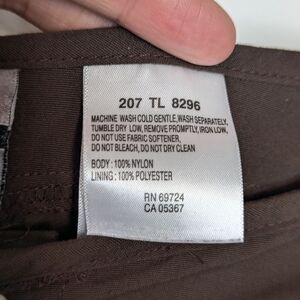 207 TL 8296
MACHINE WASH COLD GENTLE, WASH SEPARATELY,
TUMBLE DRY LOW, REMOVE PROMPTLY, IRON LOW,
DO NOT USE FABRIC SOFTENER,
DO NOT BLEACH, DO NOT DRY CLEAN
BODY : 100% NYLON
LINING : 100% POLYESTER
RN 69724
CA 05367